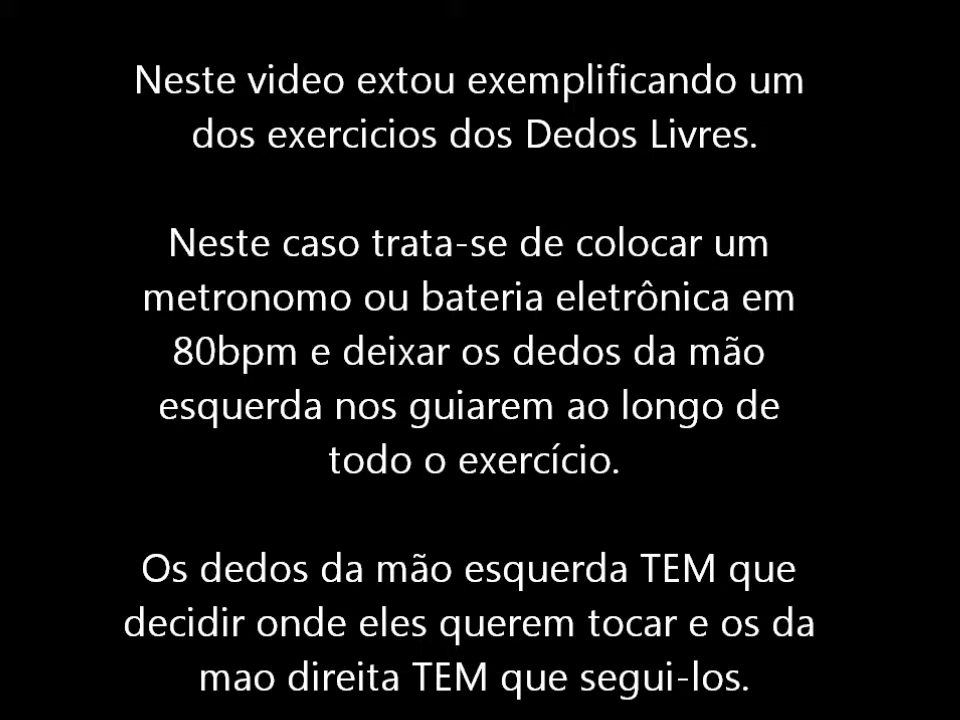 Neste video extou exemplificando um
dos exercicios dos Dedos Livres.
Neste caso trata-se de colocar um
metronomo ou bateria eletrônica em
80bpm e deixar os dedos da mão
esquerda nos guiarem ao longo de
todo o exercício.
Os dedos da mão esquerda TEM que
decidir onde eles querem tocar e os da
mao direita TEM que segui-los.